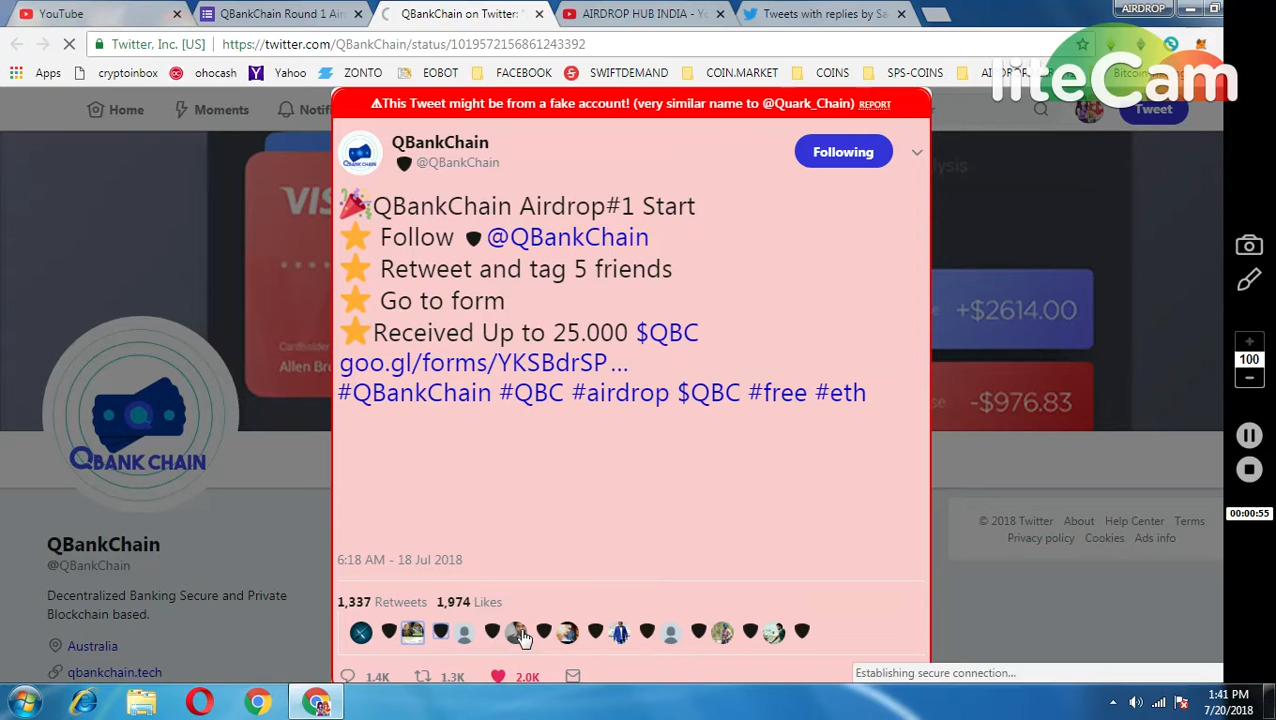 YouTube
QBankChain Round 1 Air
QBankChain on Twitter: "
AIRDROP HUB INDIA - Yo
Tweets with replies by Sa
AIRDROP
Twitter, Inc. [US]
https://twitter.com/QBankChain/status/1019572156861243392
Apps
cryptoinbox
ohocash
Yahoo
ZONTO
EOBOT
FACEBOOK
SWIFTDEMAND
COIN.MARKET
COINS
SPS-COINS
liteCam
Home
Moments
Notifi
Tweet
⚠This Tweet might be from a fake account! (very similar name to @Quark_Chain) REPORT
QBankChain
@QBankChain
Following
🎉QBankChain Airdrop#1 Start
⭐ Follow @QBankChain
⭐ Retweet and tag 5 friends
⭐ Go to form
⭐Received Up to 25.000 $QBC
goo.gl/forms/YKSBdrSP…
#QBankChain #QBC #airdrop $QBC #free #eth
6:18 AM - 18 Jul 2018
1,337 Retweets 1,974 Likes
1.4K 1.3K 2.0K
VISA
Allen Br
+$2614.00
-$976.83
QBANK CHAIN
QBankChain
@QBankChain
Decentralized Banking Secure and Private
Blockchain based.
Australia
qbankchain.tech
© 2018 Twitter About Help Center Terms
Privacy policy Cookies Ads info
Establishing secure connection...
100
00:00:55
1:41 PM
7/20/2018